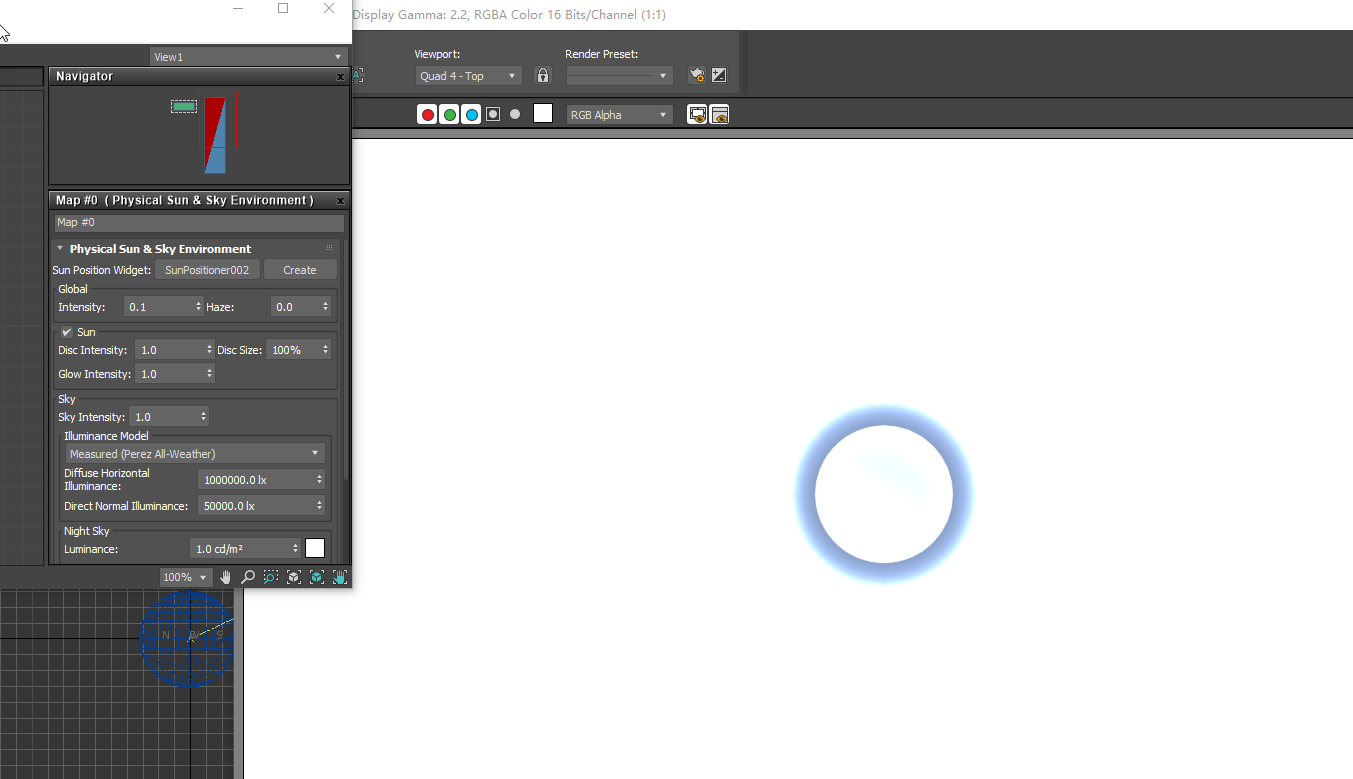 Display Gamma: 2.2, RGBA Color 16 Bits/Channel (1:1)
View1
Viewport:
Render Preset:
Quad 4 - Top
Navigator
RGB Alpha
Map #0 ( Physical Sun & Sky Environment )
Map #0
Physical Sun & Sky Environment
Sun Position Widget: SunPositioner002 Create
Global
Intensity: 0.1 Haze: 0.0
Sun
Disc Intensity: 1.0 Disc Size: 100%
Glow Intensity: 1.0
Sky
Sky Intensity: 1.0
Illuminance Model
Measured (Perez All-Weather)
Diffuse Horizontal
Illuminance: 1000000.0 lx
Direct Normal Illuminance: 50000.0 lx
Night Sky
Luminance: 1.0 cd/m²
100%
N S